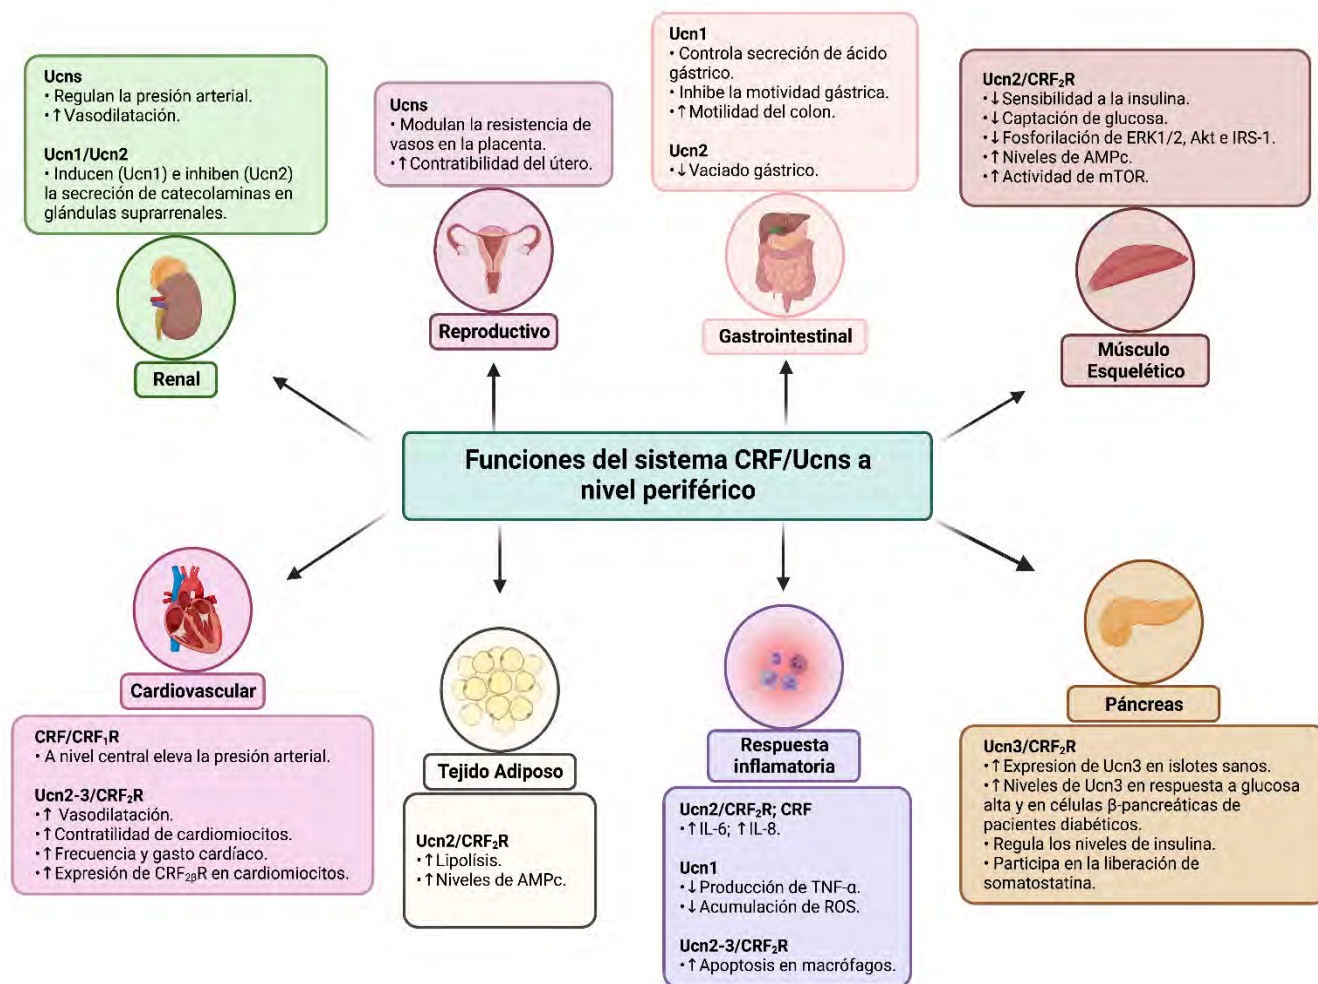 Ucns
• Regulan la presión arterial.
• ↑ Vasodilatación.
Ucn1/Ucn2
• Inducen (Ucn1) e inhiben (Ucn2)
la secreción de catecolaminas en
glándulas suprarrenales.
Renal
Ucns
• Modulan la resistencia de
vasos en la placenta.
• ↑ Contratibilidad del útero.
Reproductivo
Ucn1
• Controla secreción de ácido
gástrico.
• Inhibe la motividad gástrica.
• ↑ Motilidad del colon.
Ucn2
• ↓ Vaciado gástrico.
Gastrointestinal
Ucn2/CRF₂R
• ↓ Sensibilidad a la insulina.
• ↓ Captación de glucosa.
• ↓ Fosforilación de ERK1/2, Akt e IRS-1.
• ↑ Niveles de AMPc.
• ↑ Actividad de mTOR.
Músculo
Esquelético
Funciones del sistema CRF/Ucns a
nivel periférico
Cardiovascular
CRF/CRF₁R
• A nivel central eleva la presión arterial.
Ucn2-3/CRF₂R
• ↑ Vasodilatación.
• ↑ Contratilidad de cardiomiocitos.
• ↑ Frecuencia y gasto cardíaco.
• ↑ Expresión de CRF₂ᵦR en cardiomiocitos.
Tejido Adiposo
Ucn2/CRF₂R
• ↑ Lipolísis.
• ↑ Niveles de AMPc.
Respuesta
inflamatoria
Ucn2/CRF₂R; CRF
• ↑ IL-6; ↑ IL-8.
Ucn1
• ↓ Producción de TNF-α.
• ↓ Acumulación de ROS.
Ucn2-3/CRF₂R
• ↑ Apoptosis en macrófagos.
Páncreas
Ucn3/CRF₂R
• ↑ Expresion de Ucn3 en islotes sanos.
• ↑ Niveles de Ucn3 en respuesta a glucosa
alta y en células β-pancreáticas de
pacientes diabéticos.
• Regula los niveles de insulina.
• Participa en la liberación de
somatostatina.